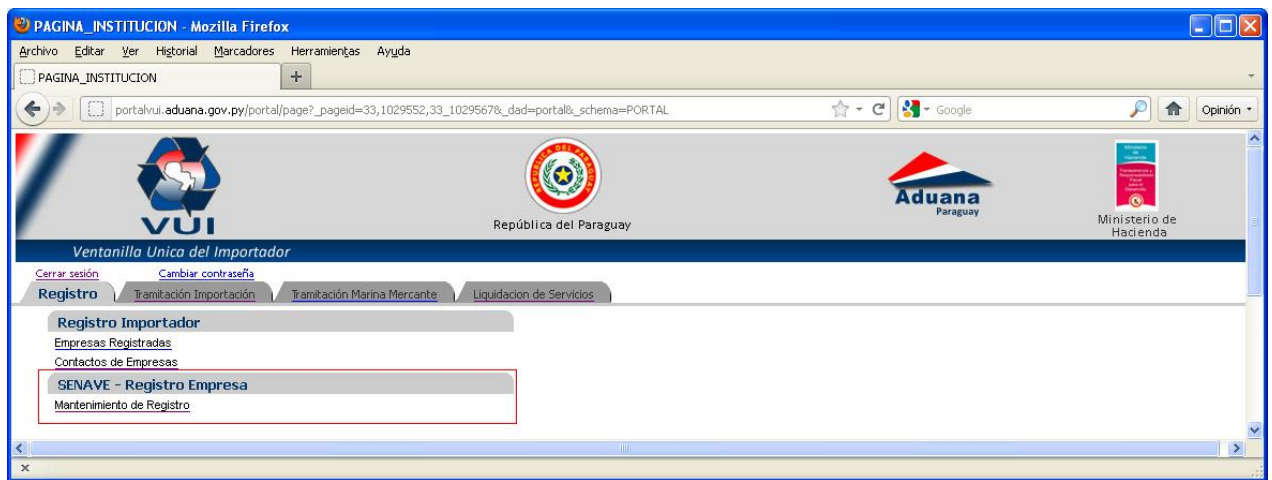 PAGINA_INSTITUCION - Mozilla Firefox
Archivo Editar Ver Historial Marcadores Herramientas Ayuda
PAGINA_INSTITUCION
portalvui.aduana.gov.py/portal/page?_pageid=33,1029552,33_1029567&_dad=portal&_schema=PORTAL
Google
Opinión
VUI
República del Paraguay
Aduana
Paraguay
Ministerio de
Hacienda
Ventanilla Unica del Importador
Cerrar sesión Cambiar contraseña
Registro Tramitación Importación Tramitación Marina Mercante Liquidacion de Servicios
Registro Importador
Empresas Registradas
Contactos de Empresas
SENAVE - Registro Empresa
Mantenimiento de Registro